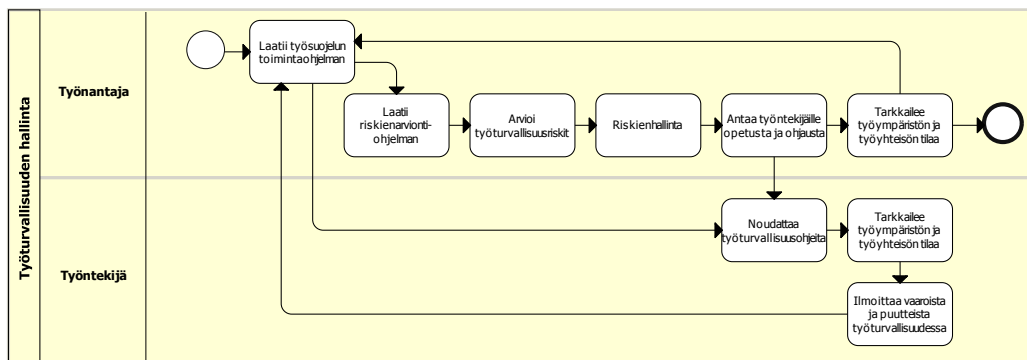 Työturvallisuuden hallinta
Työnantaja
Laatii työsuojelun
toimintaohjelman
Laatii
riskienarviointi-
ohjelman
Arvioi
työturvallisuusriskit
Riskienhallinta
Antaa työntekijäille
opetusta ja ohjausta
Tarkkailee
työympäristön ja
työyhteisön tilaa
Työntekijä
Noudattaa
työturvallisuusohjeita
Tarkkailee
työympäristön ja
työyhteisön tilaa
Ilmoittaa vaaroista
ja puutteista
työturvallisuudessa